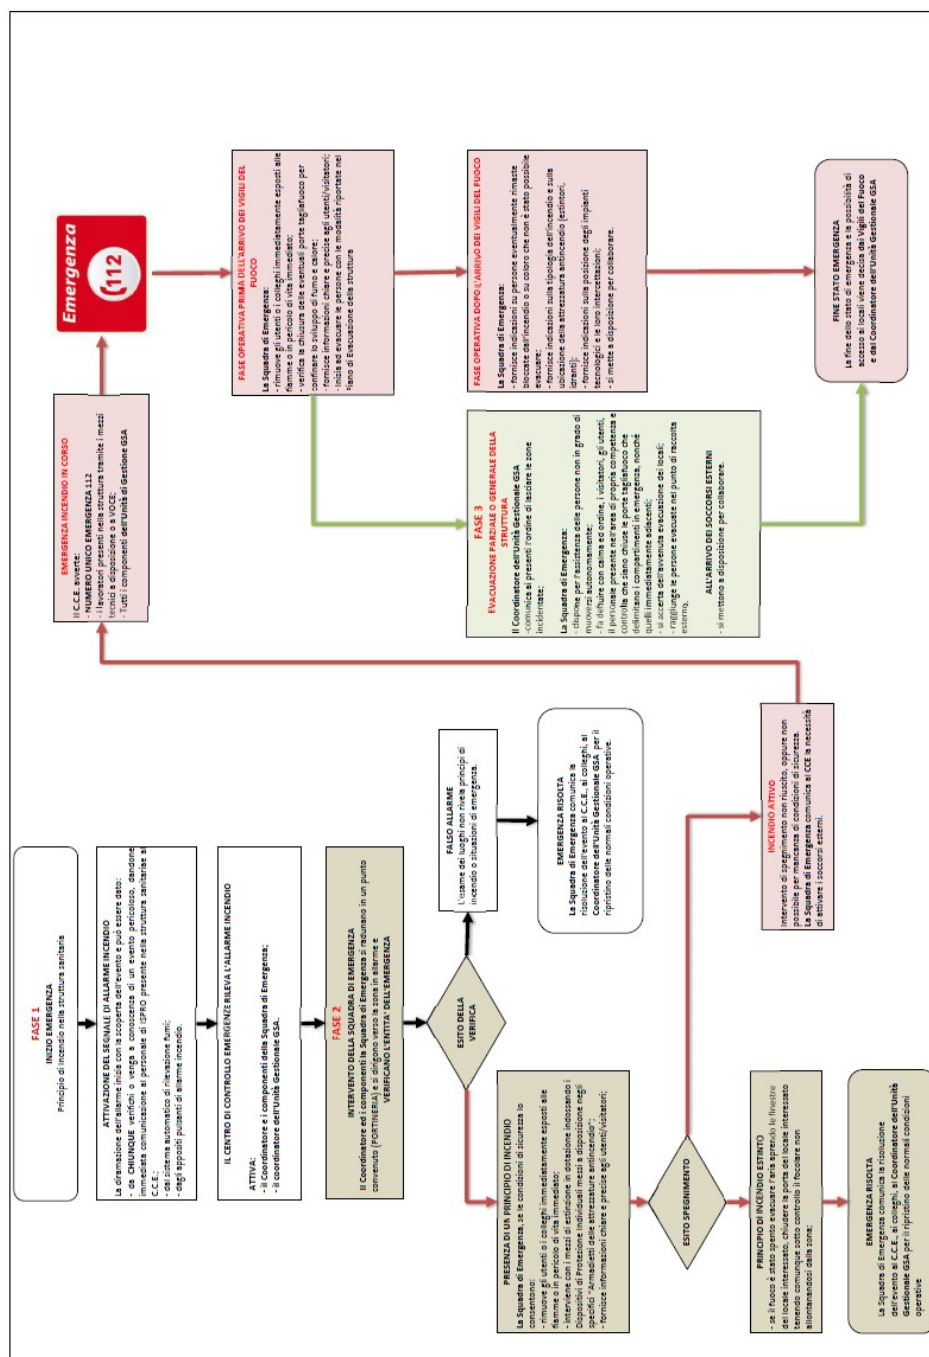 FASE 1
INIZIO EMERGENZA
Principio di incendio nella struttura sanitaria
ATTIVAZIONE DEL SEGNALE DI ALLARME INCENDIO
La diramazione dell'allarme inizia con la scoperta dell'evento e può essere dato:
- da CHIUNQUE verifichi o venga a conoscenza di un evento pericoloso, dandone
immediata comunicazione al personale di ISPRO presente nella struttura sanitariae al
C.C.E.;
- dal sistema automatico di rilevazione fumi;
- dagli appositi pulsanti di allarme incendio.
IL CENTRO DI CONTROLLO EMERGENZE RILEVA L'ALLARME INCENDIO
ATTIVA:
- il Coordinatore e i componenti della Squadra di Emergenza;
- il coordinatore dell'Unità Gestionale GSA.
FASE 2
INTERVENTO DELLA SQUADRA DI EMERGENZA
Il Coordinatore ed i componenti la Squadra di Emergenza si radunano in un punto
convenuto (PORTINERIA) e si dirigono verso la zona in allarme e
VERIFICANO L'ENTITA' DELL'EMERGENZA
ESITO DELLA
VERIFICA
FALSO ALLARME
L'esame dei luoghi non rivela principi di
incendio o situazioni di emergenza.
EMERGENZA RISOLTA
La Squadra di Emergenza comunica la
risoluzione dell'evento al C.C.E., ai colleghi, al
Coordinatore dell'Unità Gestionale GSA per il
ripristino delle normali condizioni operative.
PRESENZA DI UN PRINCIPIO DI INCENDIO
La Squadra di Emergenza, se le condizioni di sicurezza lo
consentono:
- rimuove gli utenti o i colleghi immediatamente esposti alle
fiamme o in pericolo di vita immediato;
- interviene con i mezzi di estinzione in dotazione indossando i
Dispositivi di Protezione Individuali messi a disposizione negli
specifici "Armadietti delle attrezzature antincendio";
- fornisce informazioni chiare e precise agli utenti/visitatori;
ESITO SPEGNIMENTO
PRINCIPIO DI INCENDIO ESTINTO
- se il fuoco è stato spento evacuare l'aria aprendo le finestre
del locale interessato, chiudere la porta del locale interessato
tenendo comunque sotto controllo il focolare non
allontanandosi dalla zona;
EMERGENZA RISOLTA
La Squadra di Emergenza comunica la risoluzione
dell'evento al C.C.E., ai colleghi, al Coordinatore dell'Unità
Gestionale GSA per il ripristino delle normali condizioni
operative
INCENDIO ATTIVO
Intervento di spegnimento non riuscito, oppure non
possibile per mancanza di condizioni di sicurezza.
La Squadra di Emergenza comunica al CCE la necessità
di attivare i soccorsi esterni.
EMERGENZA INCENDIO IN CORSO
Il C.C.E. avverte:
- NUMERO UNICO EMERGENZA 112
- i lavoratori presenti nella struttura tramite i mezzi
tecnici a disposizione o a VOCE;
- Tutti i componenti dell'Unità di Gestione GSA
Emergenza
112
FASE OPERATIVA PRIMA DELL'ARRIVO DEI VIGILI DEL
FUOCO
La Squadra di Emergenza:
- rimuove gli utenti o i colleghi immediatamente esposti alle
fiamme o in pericolo di vita immediato;
- verifica la chiusura delle eventuali porte tagliafuoco per
confinare lo sviluppo di fumo e calore;
- fornisce informazioni chiare e precise agli utenti/visitatori;
- Inizia ad evacuare le persone con le modalità riportate nel
Piano di Evacuazione della struttura
FASE OPERATIVA DOPO L'ARRIVO DEI VIGILI DEL FUOCO
La Squadra di Emergenza:
- fornisce indicazioni su persone eventualmente rimaste
bloccate dall'incendio o su coloro che non è stato possibile
evacuare;
- fornisce indicazioni sulla tipologia dell'incendio e sulla
ubicazione della attrezzatura antincendio (estintori,
idranti);
- fornisce indicazioni sulla posizione degli impianti
tecnologici e le loro intercettazioni;
- si mette a disposizione per collaborare.
FASE 3
EVACUAZIONE PARZIALE O GENERALE DELLA
STRUTTURA
Il Coordinatore dell'Unità Gestionale GSA
-comunica ai presenti l'ordine di lasciare le zone
incidentate;
La Squadra di Emergenza:
- dispone per l'assistenza delle persone non in grado di
muoversi autonomamente;
- fa defluire con calma ed ordine, i visitatori, gli utenti,
il personale presente nell'area di propria competenza e
controlla che siano chiuse le porte tagliafuoco che
delimitano i compartimenti in emergenza, nonché
quelli immediatamente adiacenti;
- si accerta dell'avvenuta evacuazione dei locali;
- raggiunge le persone evacuate nel punto di raccolta
esterno.
ALL'ARRIVO DEI SOCCORSI ESTERNI
- si mettono a disposizione per collaborare.
FINE STATO EMERGENZA
La fine dello stato di emergenza e la possibilità di
accesso ai locali viene decisa dai Vigili del Fuoco
e dal Coordinatore dell'Unità Gestionale GSA